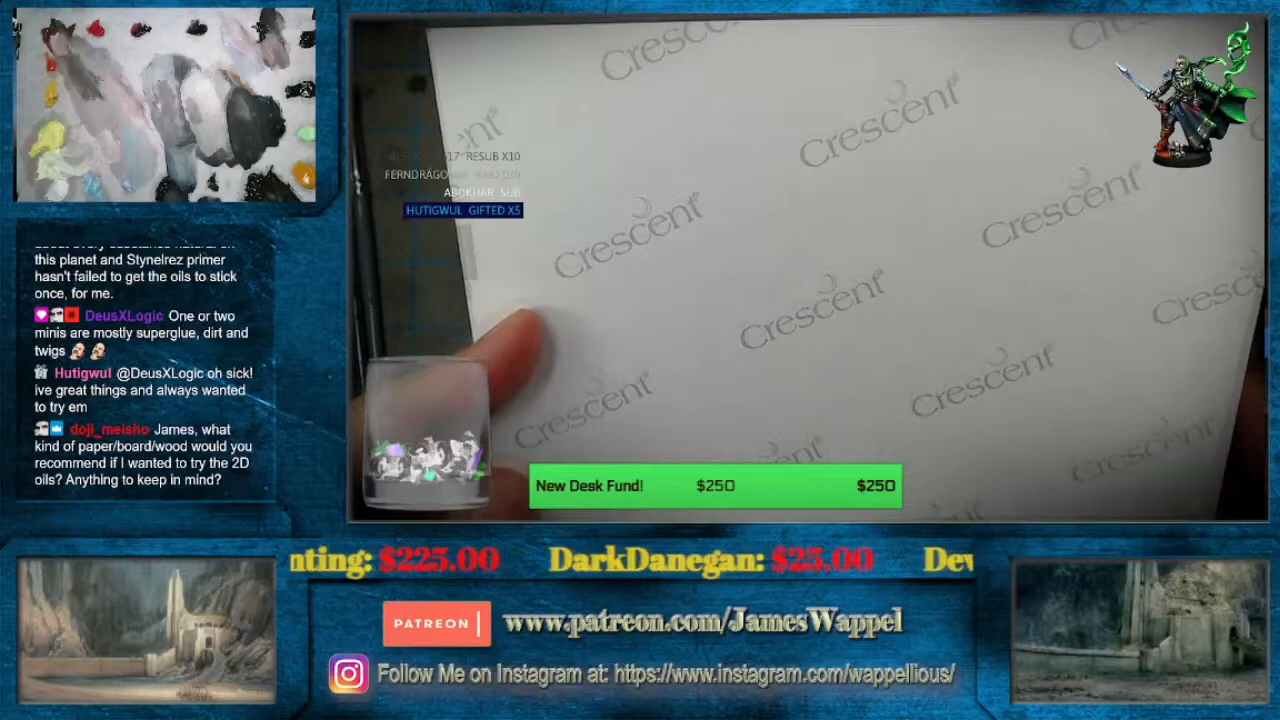 Crescent
Crescent
Crescent
Crescent
Crescent
Crescent
Crescent
Crescent
17 RESUB X10
ABOKHAR SUB
HUTIGWUL GIFTED X5
this planet and Stynelrez primer
hasn't failed to get the oils to stick
once, for me.
DeusXLogic One or two
minis are mostly superglue, dirt and
twigs
Hutigwul @DeusXLogic oh sick!
ive great things and always wanted
to try em
doji_meisho James, what
kind of paper/board/wood would you
recommend if I wanted to try the 2D
oils? Anything to keep in mind?
New Desk Fund! $250 $250
nting: $225.00 DarkDanegan: $25.00 Dev
PATREON www.patreon.com/JamesWappel
Follow Me on Instagram at: https://www.instagram.com/wappellious/